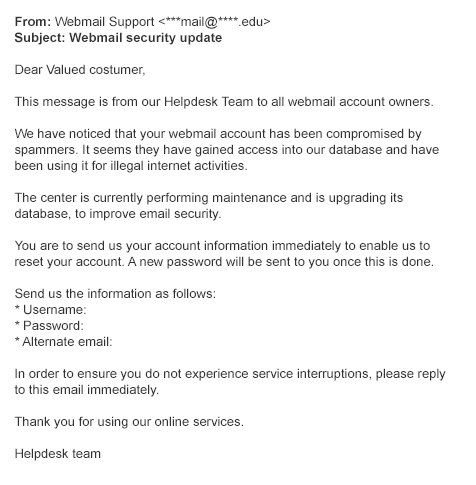 From: Webmail Support <***mail@****.edu>
Subject: Webmail security update
Dear Valued costumer,
This message is from our Helpdesk Team to all webmail account owners.
We have noticed that your webmail account has been compromised by
spammers. It seems they have gained access into our database and have
been using it for illegal internet activities.
The center is currently performing maintenance and is upgrading its
database, to improve email security.
You are to send us your account information immediately to enable us to
reset your account. A new password will be sent to you once this is done.
Send us the information as follows:
* Username:
* Password:
* Alternate email:
In order to ensure you do not experience service interruptions, please reply
to this email immediately.
Thank you for using our online services.
Helpdesk team